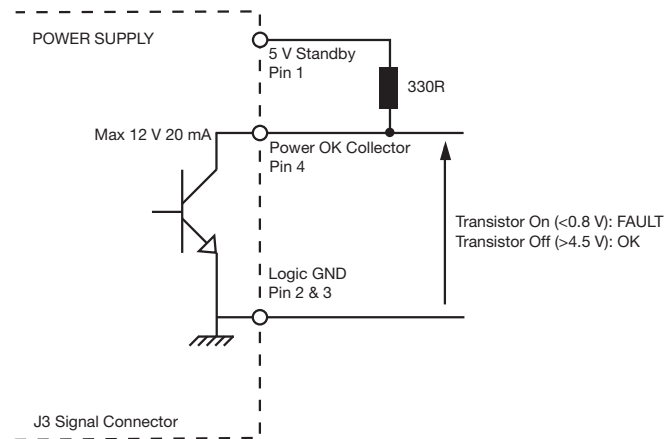 POWER SUPPLY
5 V Standby
Pin 1
330R
Max 12 V 20 mA
Power OK Collector
Pin 4
Transistor On (<0.8 V): FAULT
Transistor Off (>4.5 V): OK
Logic GND
Pin 2 & 3
J3 Signal Connector